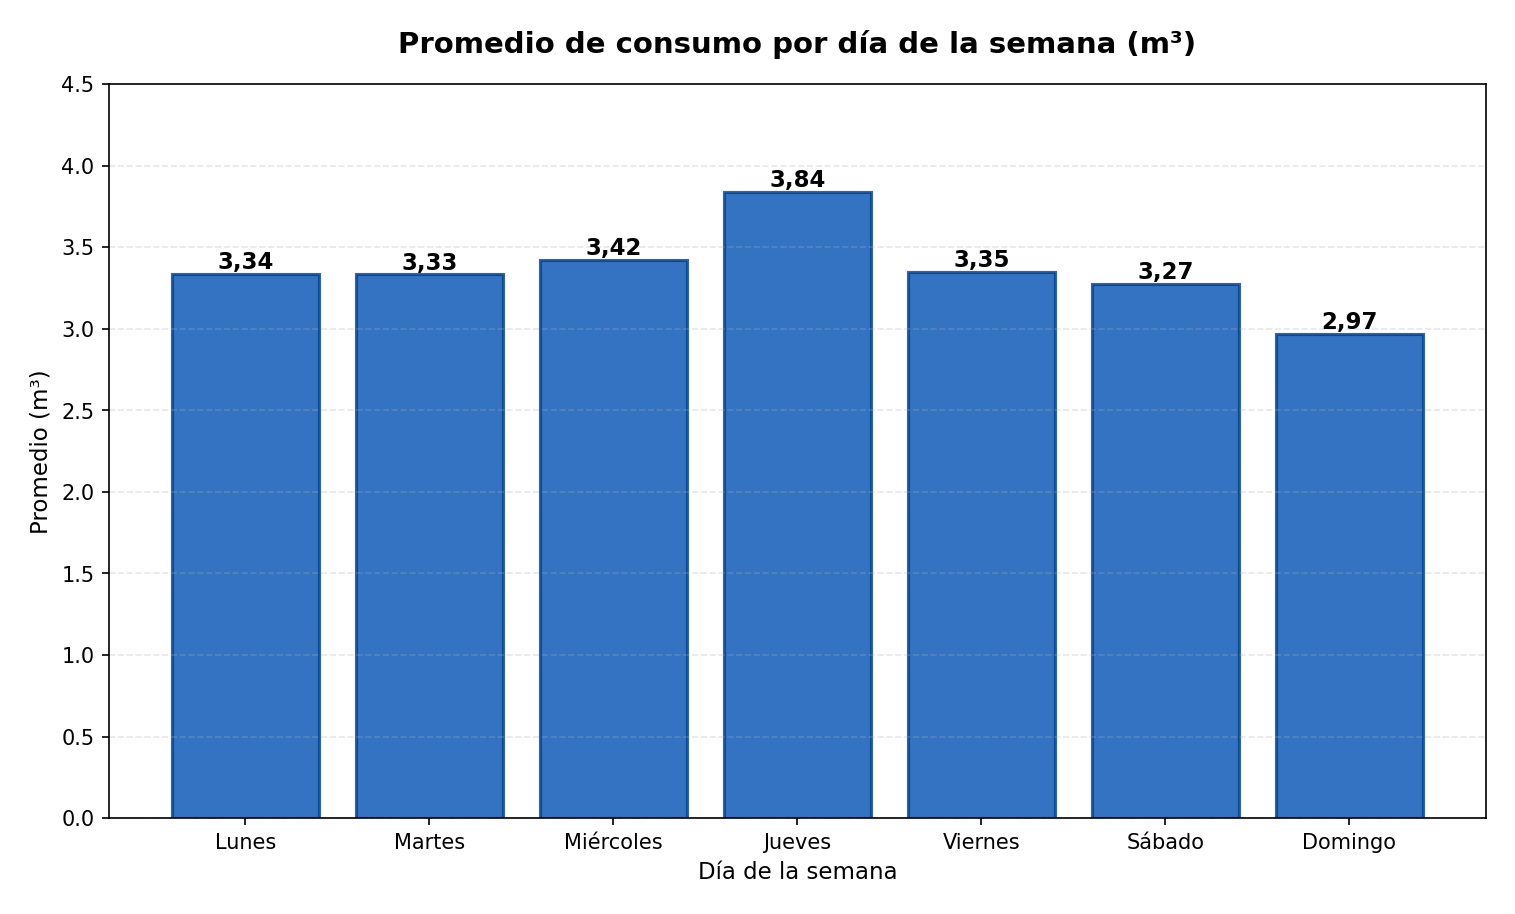 Promedio de consumo por día de la semana (m³)
4.5
4.0
3.5
3.0
2.5
2.0
1.5
1.0
0.5
0.0
Promedio (m³)
3,34
3,33
3,42
3,84
3,35
3,27
2,97
Lunes
Martes
Miércoles
Jueves
Viernes
Sábado
Domingo
Día de la semana